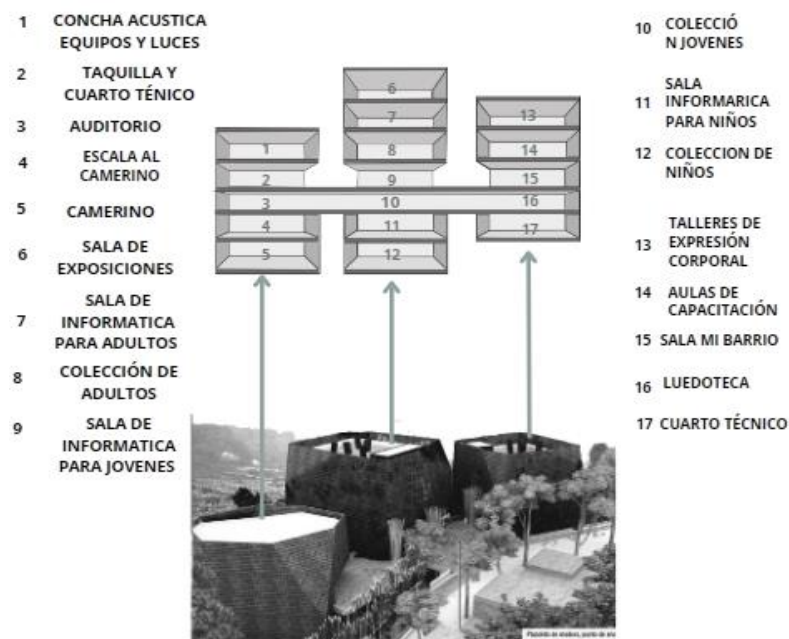 1 CONCHA ACUSTICA
EQUIPOS Y LUCES
2 TAQUILLA Y
CUARTO TÉNICO
3 AUDITORIO
4 ESCALA AL
CAMERINO
5 CAMERINO
6 SALA DE
EXPOSICIONES
7 SALA DE
INFORMATICA
PARA ADULTOS
8 COLECCIÓN DE
ADULTOS
9 SALA DE
INFORMATICA
PARA JOVENES
6
7
13
1
8
14
2
9
15
3
10
16
4
11
17
5
12
10 COLECCIÓ
N JOVENES
11 SALA
INFORMARICA
PARA NIÑOS
12 COLECCION DE
NIÑOS
13 TALLERES DE
EXPRESIÓN
CORPORAL
14 AULAS DE
CAPACITACIÓN
15 SALA MI BARRIO
16 LUEDOTECA
17 CUARTO TÉCNICO